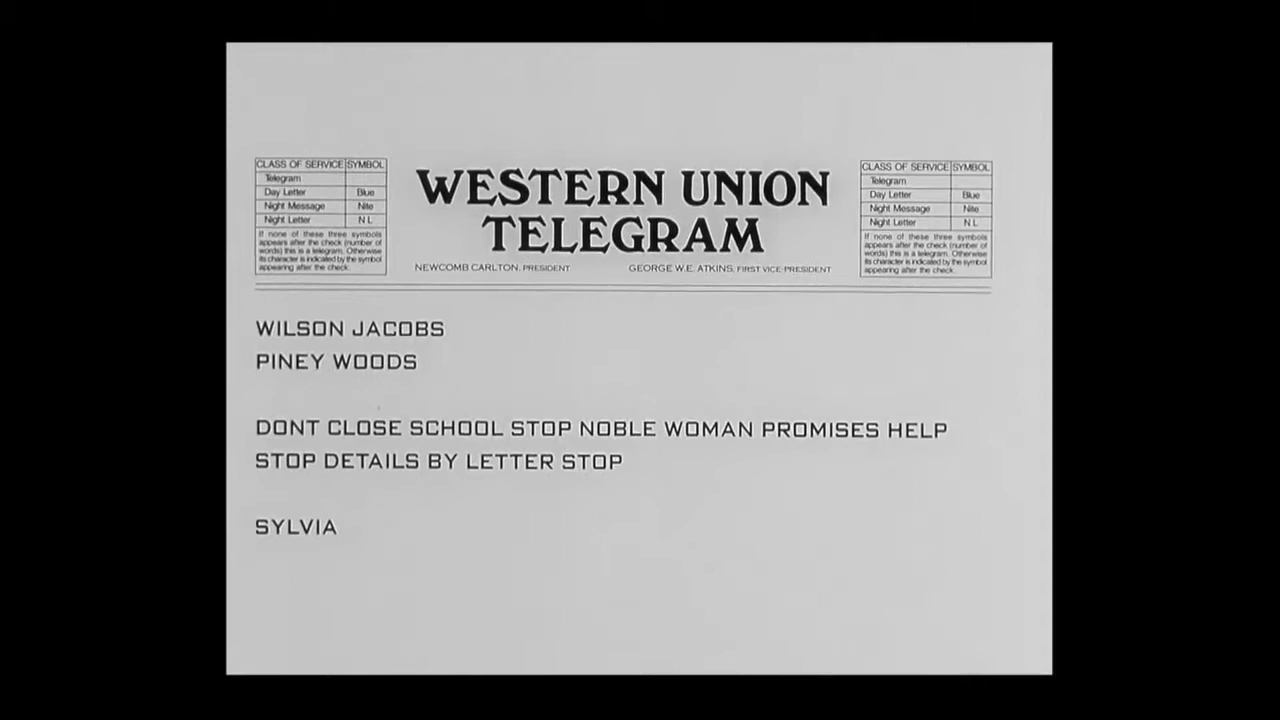 CLASS OF SERVICE SYMBOL
Telegram
Day Letter Blue
Night Message Nite
Night Letter N L
If none of these three symbols
appears after the check (number of
words) this is a telegram. Otherwise
its character is indicated by the symbol
appearing after the check.
WESTERN UNION
TELEGRAM
NEWCOMB CARLTON, PRESIDENT
GEORGE W.E. ATKINS, FIRST VICE-PRESIDENT
CLASS OF SERVICE SYMBOL
Telegram
Day Letter Blue
Night Message Nite
Night Letter N L
If none of these three symbols
appears after the check (number of
words) this is a telegram. Otherwise
its character is indicated by the symbol
appearing after the check.
WILSON JACOBS
PINEY WOODS
DONT CLOSE SCHOOL STOP NOBLE WOMAN PROMISES HELP
STOP DETAILS BY LETTER STOP
SYLVIA